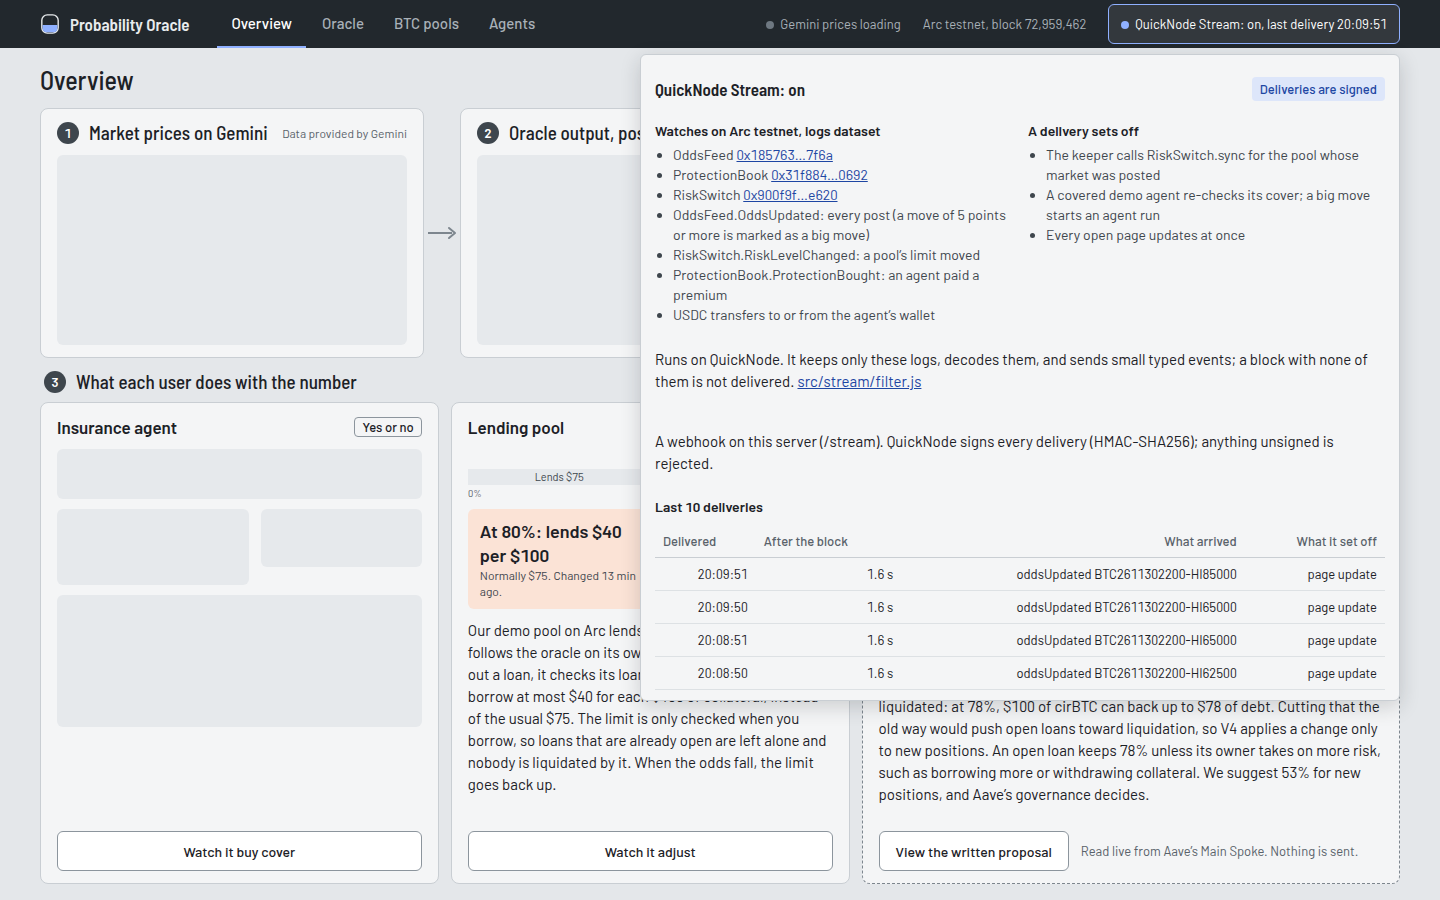 Probability Oracle
Overview
Oracle
BTC pools
Agents
Gemini prices loading
Arc testnet, block 72,959,462
QuickNode Stream: on, last delivery 20:09:51
Overview
1 Market prices on Gemini
Data provided by Gemini
2 Oracle output, pos
3 What each user does with the number
Insurance agent
Yes or no
Watch it buy cover
Lending pool
Lends $75
0%
At 80%: lends $40
per $100
Normally $75. Changed 13 min
ago.
Our demo pool on Arc lends
follows the oracle on its ow
out a loan, it checks its loan
borrow at most $40 for each
of the usual $75. The limit is only checked when you
borrow, so loans that are already open are left alone and
nobody is liquidated by it. When the odds fall, the limit
goes back up.
Watch it adjust
QuickNode Stream: on
Deliveries are signed
Watches on Arc testnet, logs dataset
OddsFeed 0x185763…7f6a
ProtectionBook 0x31f884…0692
RiskSwitch 0x900f9f…e620
OddsFeed.OddsUpdated: every post (a move of 5 points
or more is marked as a big move)
RiskSwitch.RiskLevelChanged: a pool’s limit moved
ProtectionBook.ProtectionBought: an agent paid a
premium
USDC transfers to or from the agent’s wallet
A delivery sets off
The keeper calls RiskSwitch.sync for the pool whose
market was posted
A covered demo agent re-checks its cover; a big move
starts an agent run
Every open page updates at once
Runs on QuickNode. It keeps only these logs, decodes them, and sends small typed events; a block with none of
them is not delivered. src/stream/filter.js
A webhook on this server (/stream). QuickNode signs every delivery (HMAC-SHA256); anything unsigned is
rejected.
Last 10 deliveries
Delivered After the block What arrived What it set off
20:09:51 1.6 s oddsUpdated BTC2611302200-HI85000 page update
20:09:50 1.6 s oddsUpdated BTC2611302200-HI65000 page update
20:08:51 1.6 s oddsUpdated BTC2611302200-HI65000 page update
20:08:50 1.6 s oddsUpdated BTC2611302200-HI62500 page update
liquidated: at 78%, $100 of cirBTC can back up to $78 of debt. Cutting that the
old way would push open loans toward liquidation, so V4 applies a change only
to new positions. An open loan keeps 78% unless its owner takes on more risk,
such as borrowing more or withdrawing collateral. We suggest 53% for new
positions, and Aave’s governance decides.
View the written proposal
Read live from Aave’s Main Spoke. Nothing is sent.